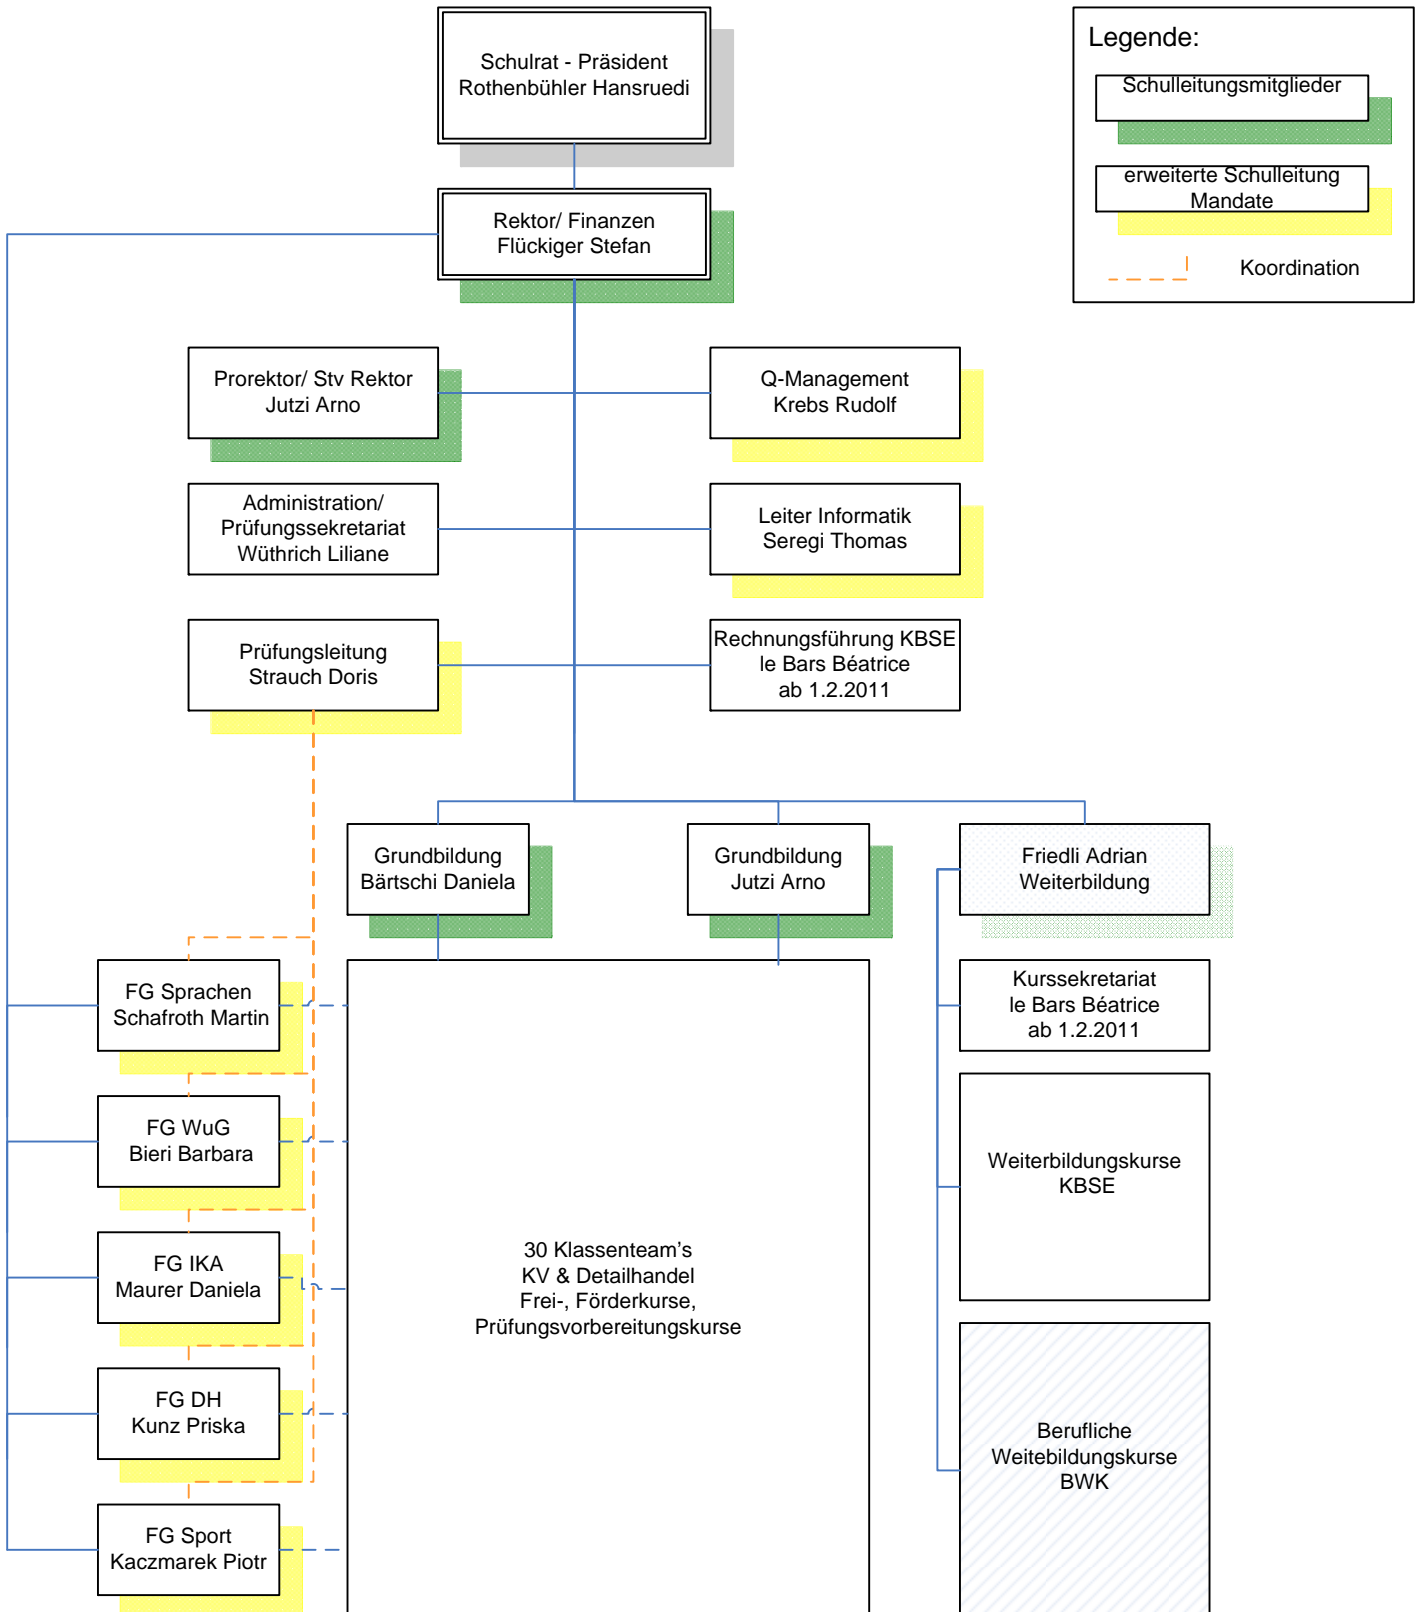 Schulrat - Präsident
Rothenbühler Hansruedi
Legende:
Schulleitungsmitglieder
erweiterte Schulleitung
Mandate
Koordination
Rektor/ Finanzen
Flückiger Stefan
Prorektor/ Stv Rektor
Jutzi Arno
Q-Management
Krebs Rudolf
Administration/
Prüfungssekretariat
Wüthrich Liliane
Leiter Informatik
Seregi Thomas
Prüfungsleitung
Strauch Doris
Rechnungsführung KBSE
le Bars Béatrice
ab 1.2.2011
Grundbildung
Bärtschi Daniela
Grundbildung
Jutzi Arno
Friedli Adrian
Weiterbildung
FG Sprachen
Schafroth Martin
FG WuG
Bieri Barbara
FG IKA
Maurer Daniela
FG DH
Kunz Priska
FG Sport
Kaczmarek Piotr
30 Klassenteam's
KV & Detailhandel
Frei-, Förderkurse,
Prüfungsvorbereitungskurse
Kurssekretariat
le Bars Béatrice
ab 1.2.2011
Weiterbildungskurse
KBSE
Berufliche
Weitebildungskurse
BWK